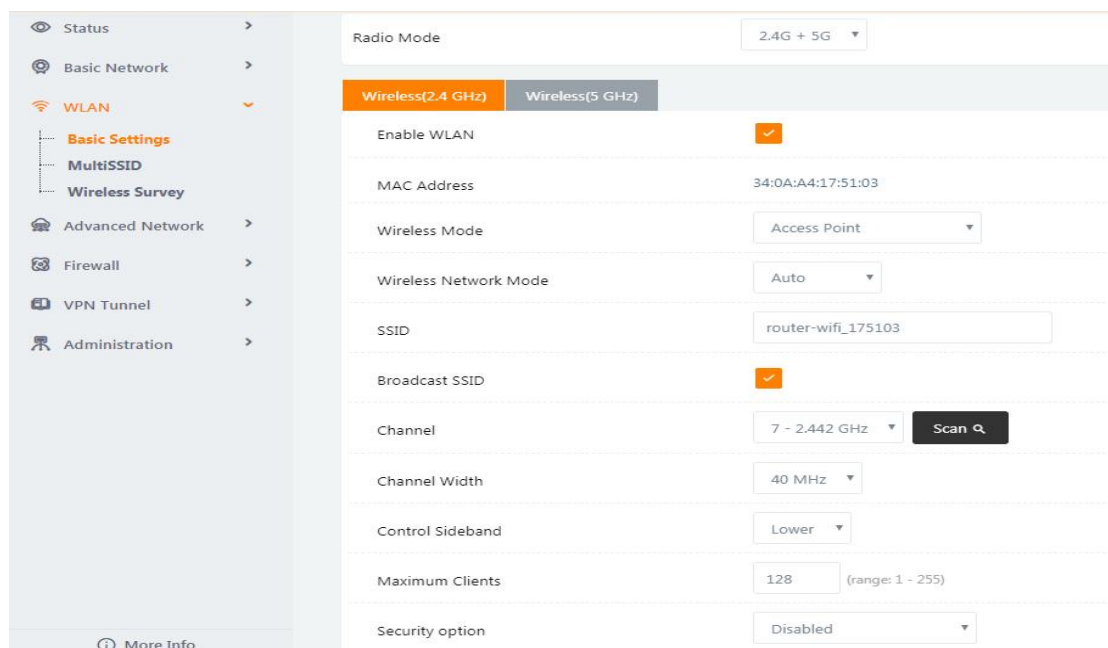 Status
Basic Network
WLAN
Basic Settings
MultiSSID
Wireless Survey
Advanced Network
Firewall
VPN Tunnel
Administration
More Info
Radio Mode 2.4G + 5G
Wireless(2.4 GHz) Wireless(5 GHz)
Enable WLAN
MAC Address 34:0A:A4:17:51:03
Wireless Mode Access Point
Wireless Network Mode Auto
SSID router-wifi_175103
Broadcast SSID
Channel 7 - 2.442 GHz Scan
Channel Width 40 MHz
Control Sideband Lower
Maximum Clients 128 (range: 1 - 255)
Security option Disabled